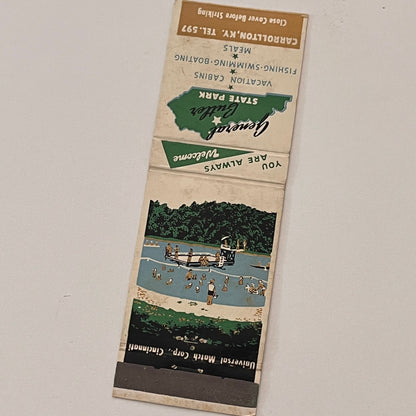 Close Cover Before Striking
CARROLLTON, KY. TEL. 597
MEALS
FISHING·SWIMMING·BOATING
VACATION CABINS
General
Butler
STATE PARK
YOU
ARE ALWAYS
Welcome
Universal Match Corp., Cincinnati